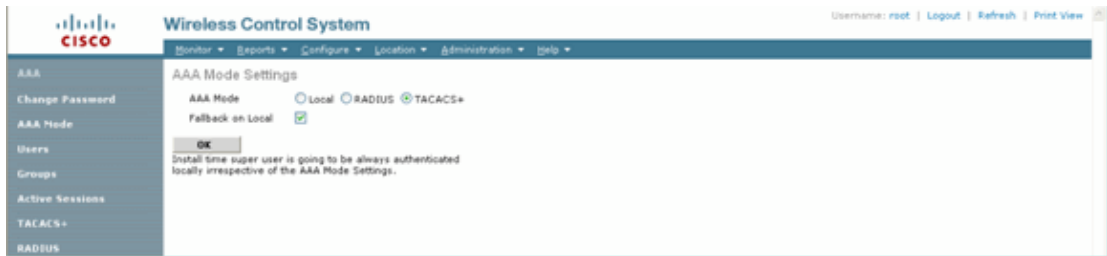 Username: root | Logout | Refresh | Print View
CISCO
Wireless Control System
Monitor Reports Configure Location Administration Help
AAA
Change Password
AAA Mode
Users
Groups
Active Sessions
TACACS+
RADIUS
AAA Mode Settings
AAA Mode Local RADIUS TACACS+
Fallback on Local
OK
Install time super user is going to be always authenticated
locally irrespective of the AAA Mode Settings.